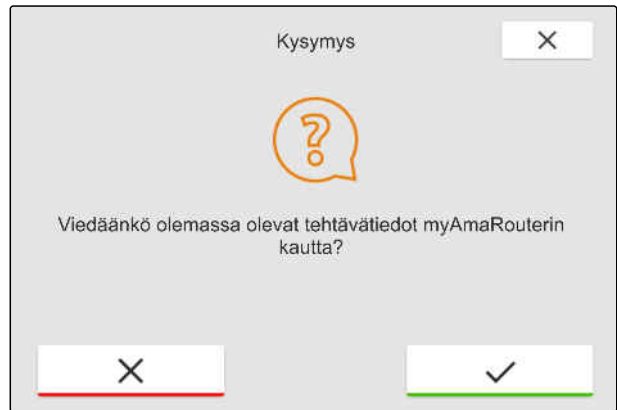 Kysymys
Viedäänkö olemassa olevat tehtävätiedot myAmaRouterin
kautta?